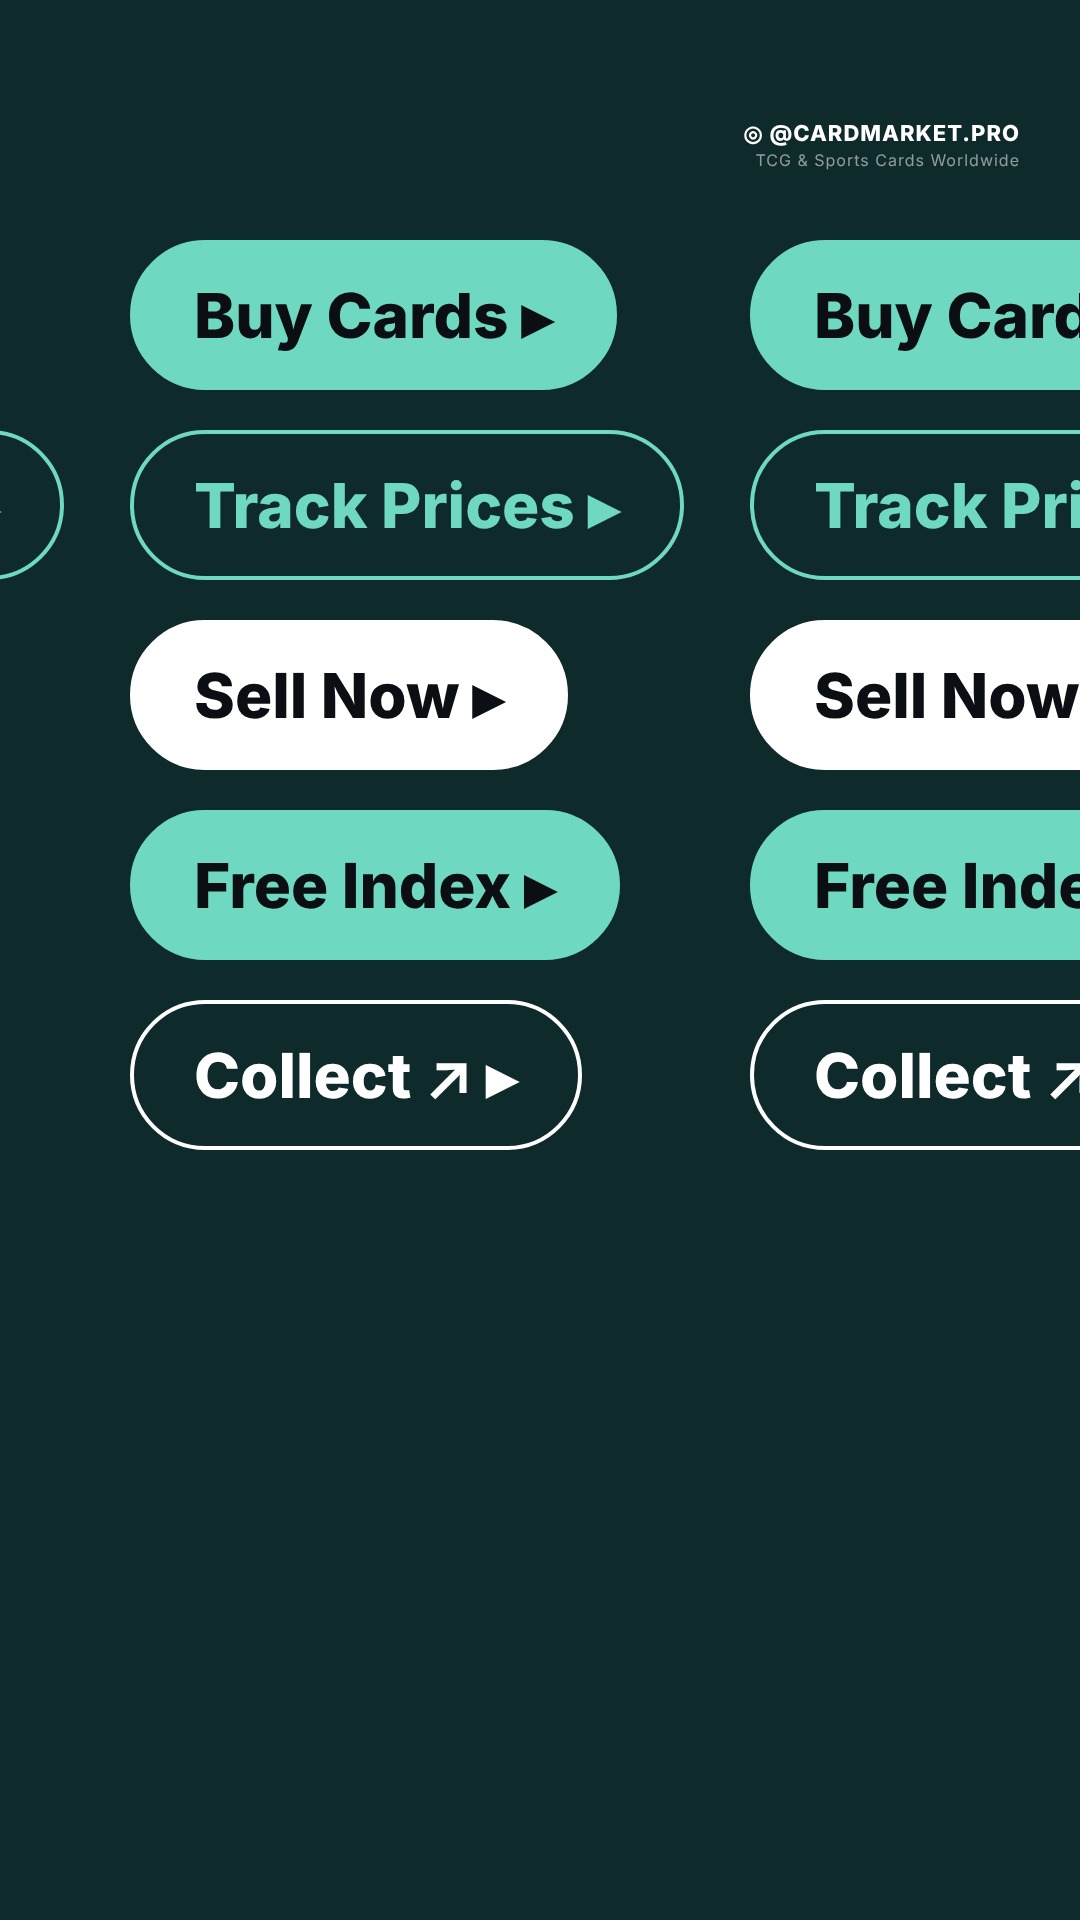 ◎ @CARDMARKET.PRO
TCG & Sports Cards Worldwide
Buy Cards ▸ Buy Card
Track Prices ▸ Track Pri
Sell Now ▸ Sell Now
Free Index ▸ Free Inde
Collect ↗ ▸ Collect ↗